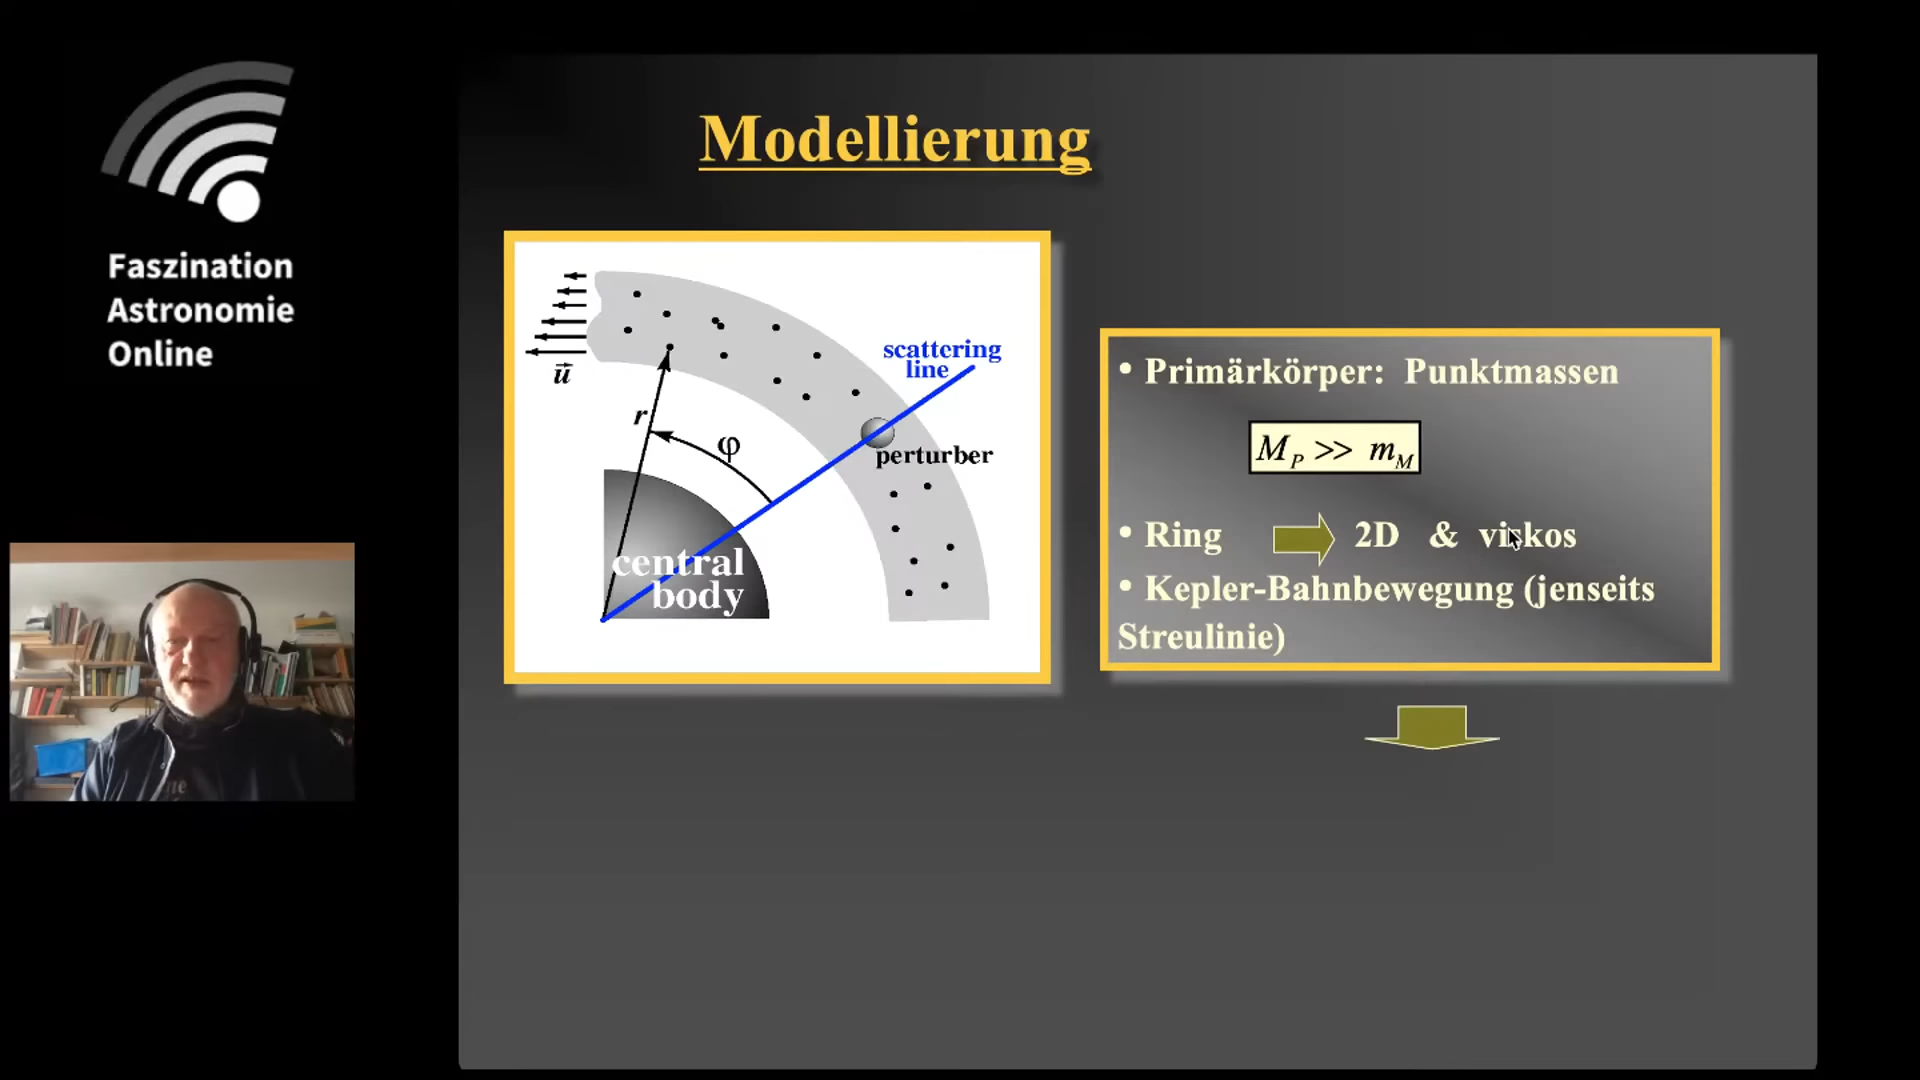 Faszination
Astronomie
Online
Modellierung
u
r
φ
scattering
line
perturber
central
body
• Primärkörper: Punktmassen
M_P >> m_M
• Ring 2D & viskos
• Kepler-Bahnbewegung (jenseits
Streulinie)